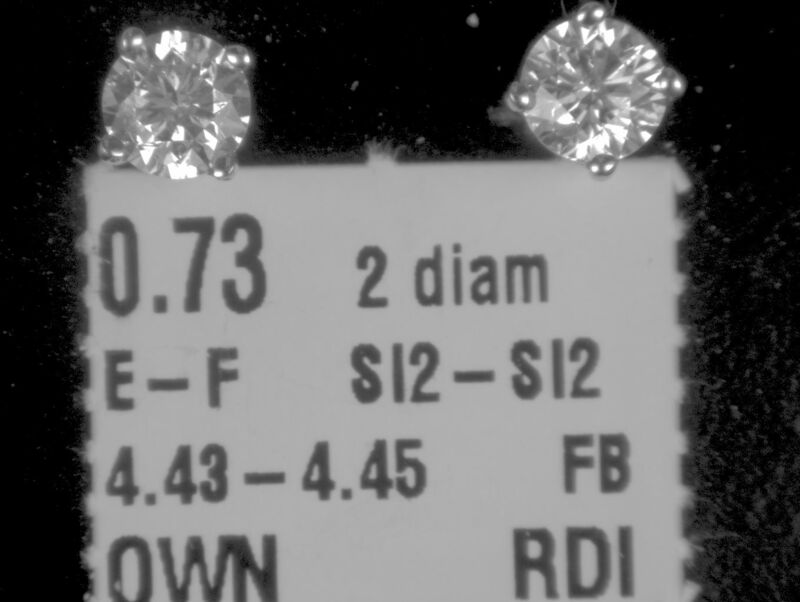 0.73 2 diam
E-F SI2-SI2
4.43-4.45 FB
OWN RDI